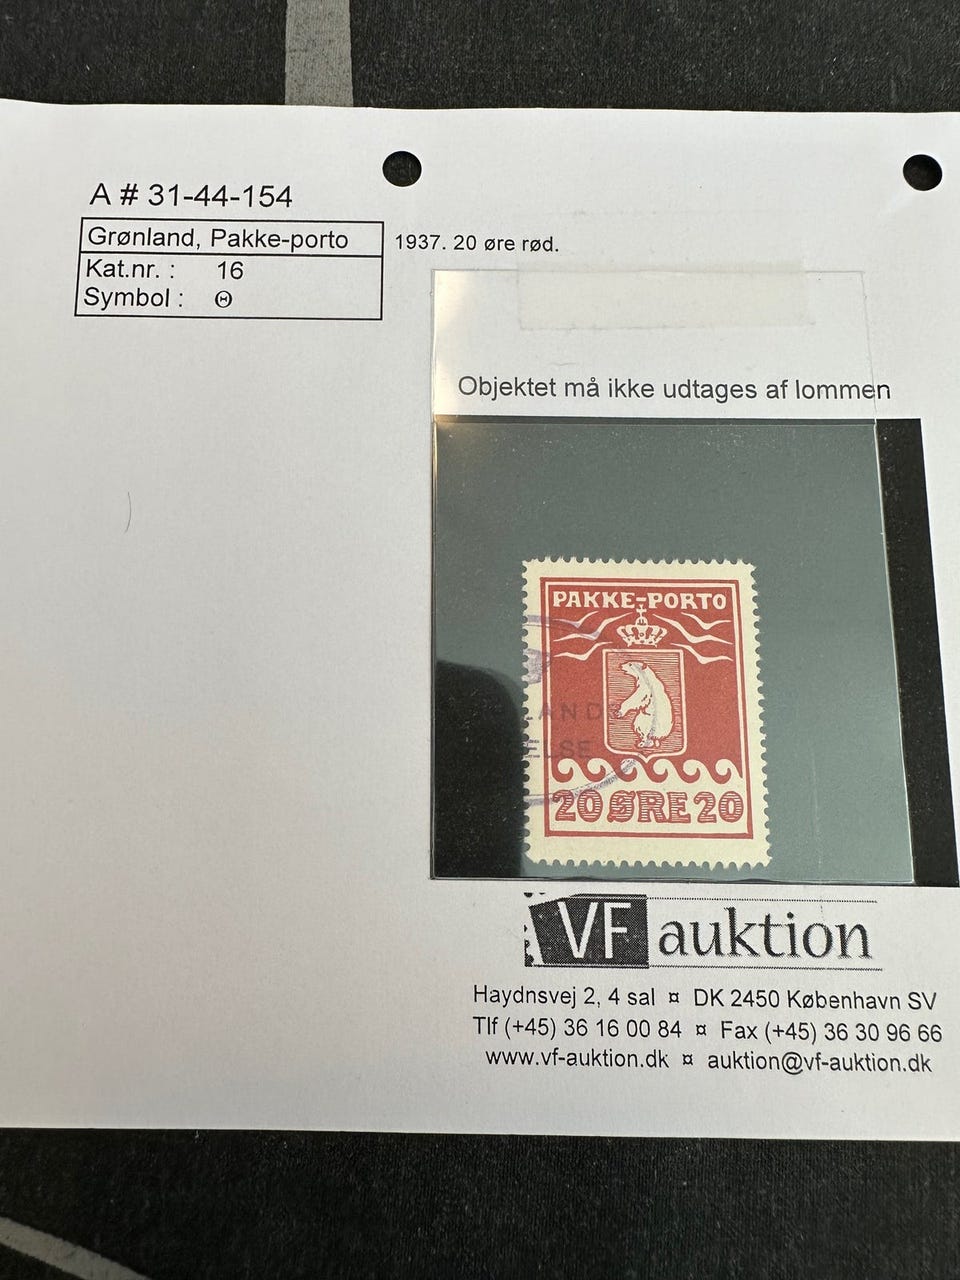 A # 31-44-154
Grønland, Pakke-porto
Kat.nr. : 16
Symbol : ʘ
1937. 20 øre rød.
Objektet må ikke udtages af lommen
PAKKE-PORTO
LANDS
ELSE
20 ØRE 20
VF auktion
Haydnsvej 2, 4 sal ¤ DK 2450 København SV
Tlf (+45) 36 16 00 84 ¤ Fax (+45) 36 30 96 66
www.vf-auktion.dk ¤ auktion@vf-auktion.dk